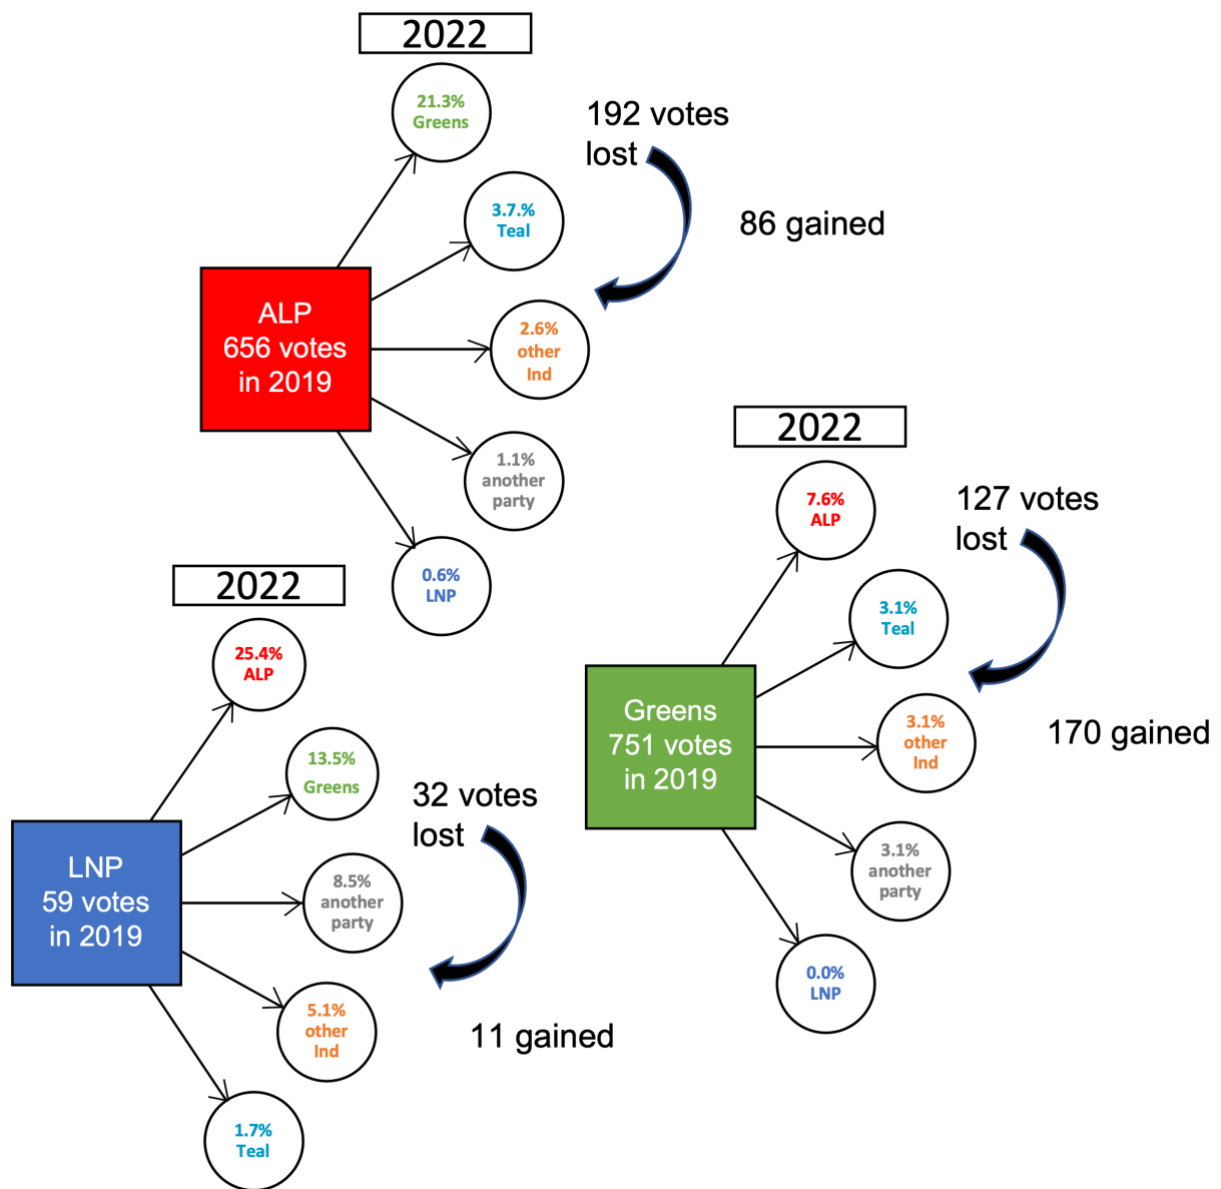 2022
21.3%
Greens
3.7.%
Teal
2.6%
other
Ind
1.1%
another
party
0.6%
LNP
ALP
656 votes
in 2019
192 votes
lost
86 gained
2022
7.6%
ALP
3.1%
Teal
3.1%
other
Ind
3.1%
another
party
0.0%
LNP
Greens
751 votes
in 2019
127 votes
lost
170 gained
2022
25.4%
ALP
13.5%
Greens
8.5%
another
party
5.1%
other
Ind
1.7%
Teal
LNP
59 votes
in 2019
32 votes
lost
11 gained